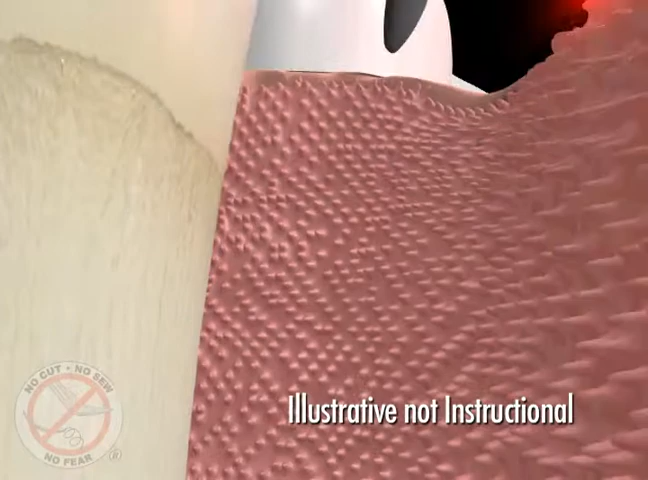 Illustrative not Instructional
NO CUT • NO SEW
NO FEAR ®